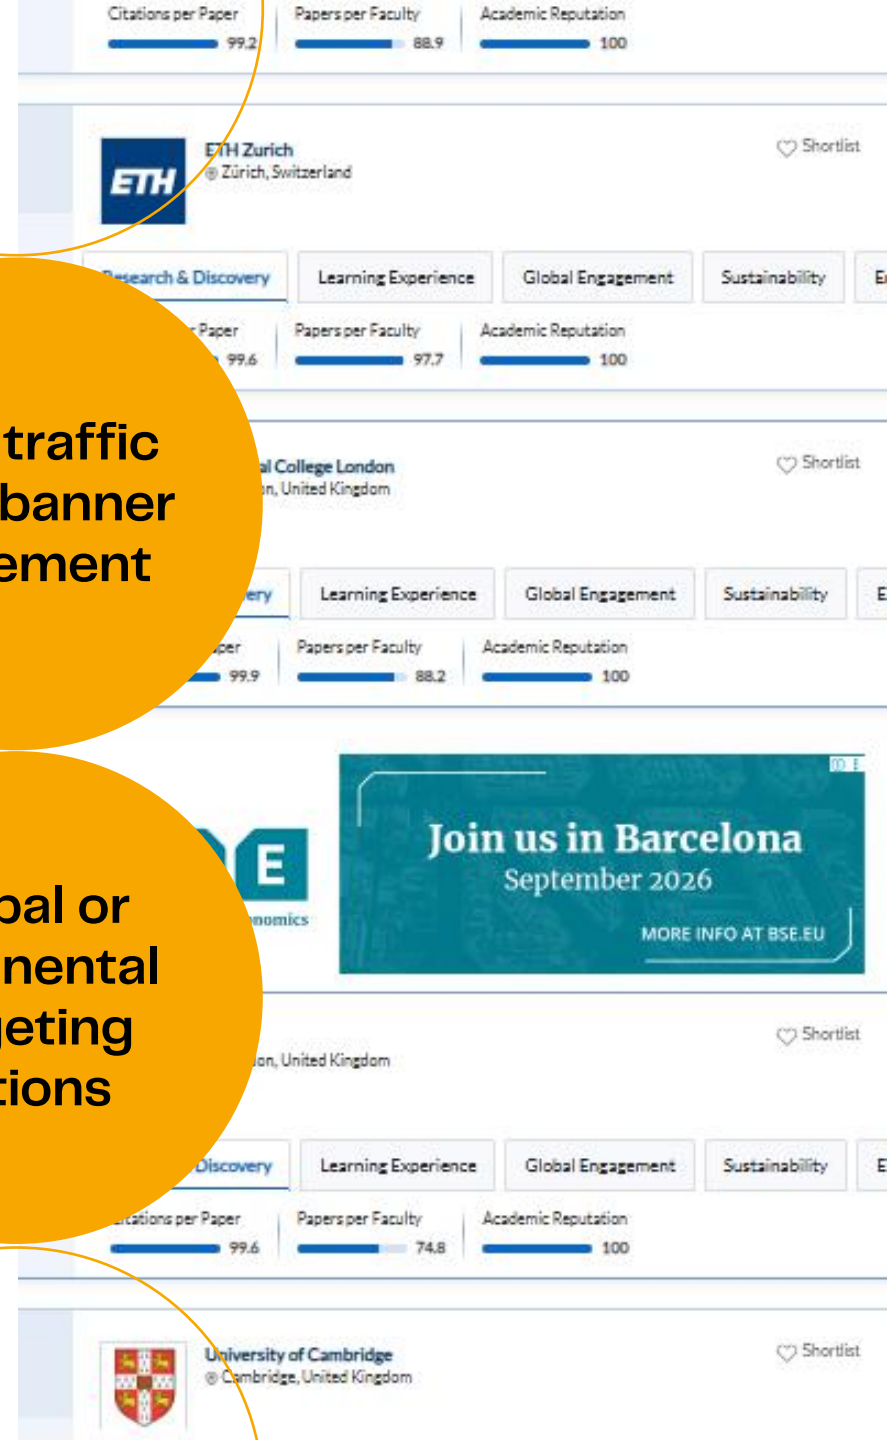 Citations per Paper Papers per Faculty Academic Reputation
99.2 88.9 100
ETH
ETH Zurich
Zürich, Switzerland
Shortlist
Research & Discovery Learning Experience Global Engagement Sustainability
Paper Papers per Faculty Academic Reputation
99.6 97.7 100
traffic
banner
ement
al College London
on, United Kingdom
Shortlist
ery Learning Experience Global Engagement Sustainability E
per Papers per Faculty Academic Reputation
99.9 88.2 100
E
onomics
Join us in Barcelona
September 2026
MORE INFO AT BSE.EU
bal or
nental
geting
tions
on, United Kingdom
Shortlist
Discovery Learning Experience Global Engagement Sustainability E
Citations per Paper Papers per Faculty Academic Reputation
99.6 74.8 100
University of Cambridge
Cambridge, United Kingdom
Shortlist